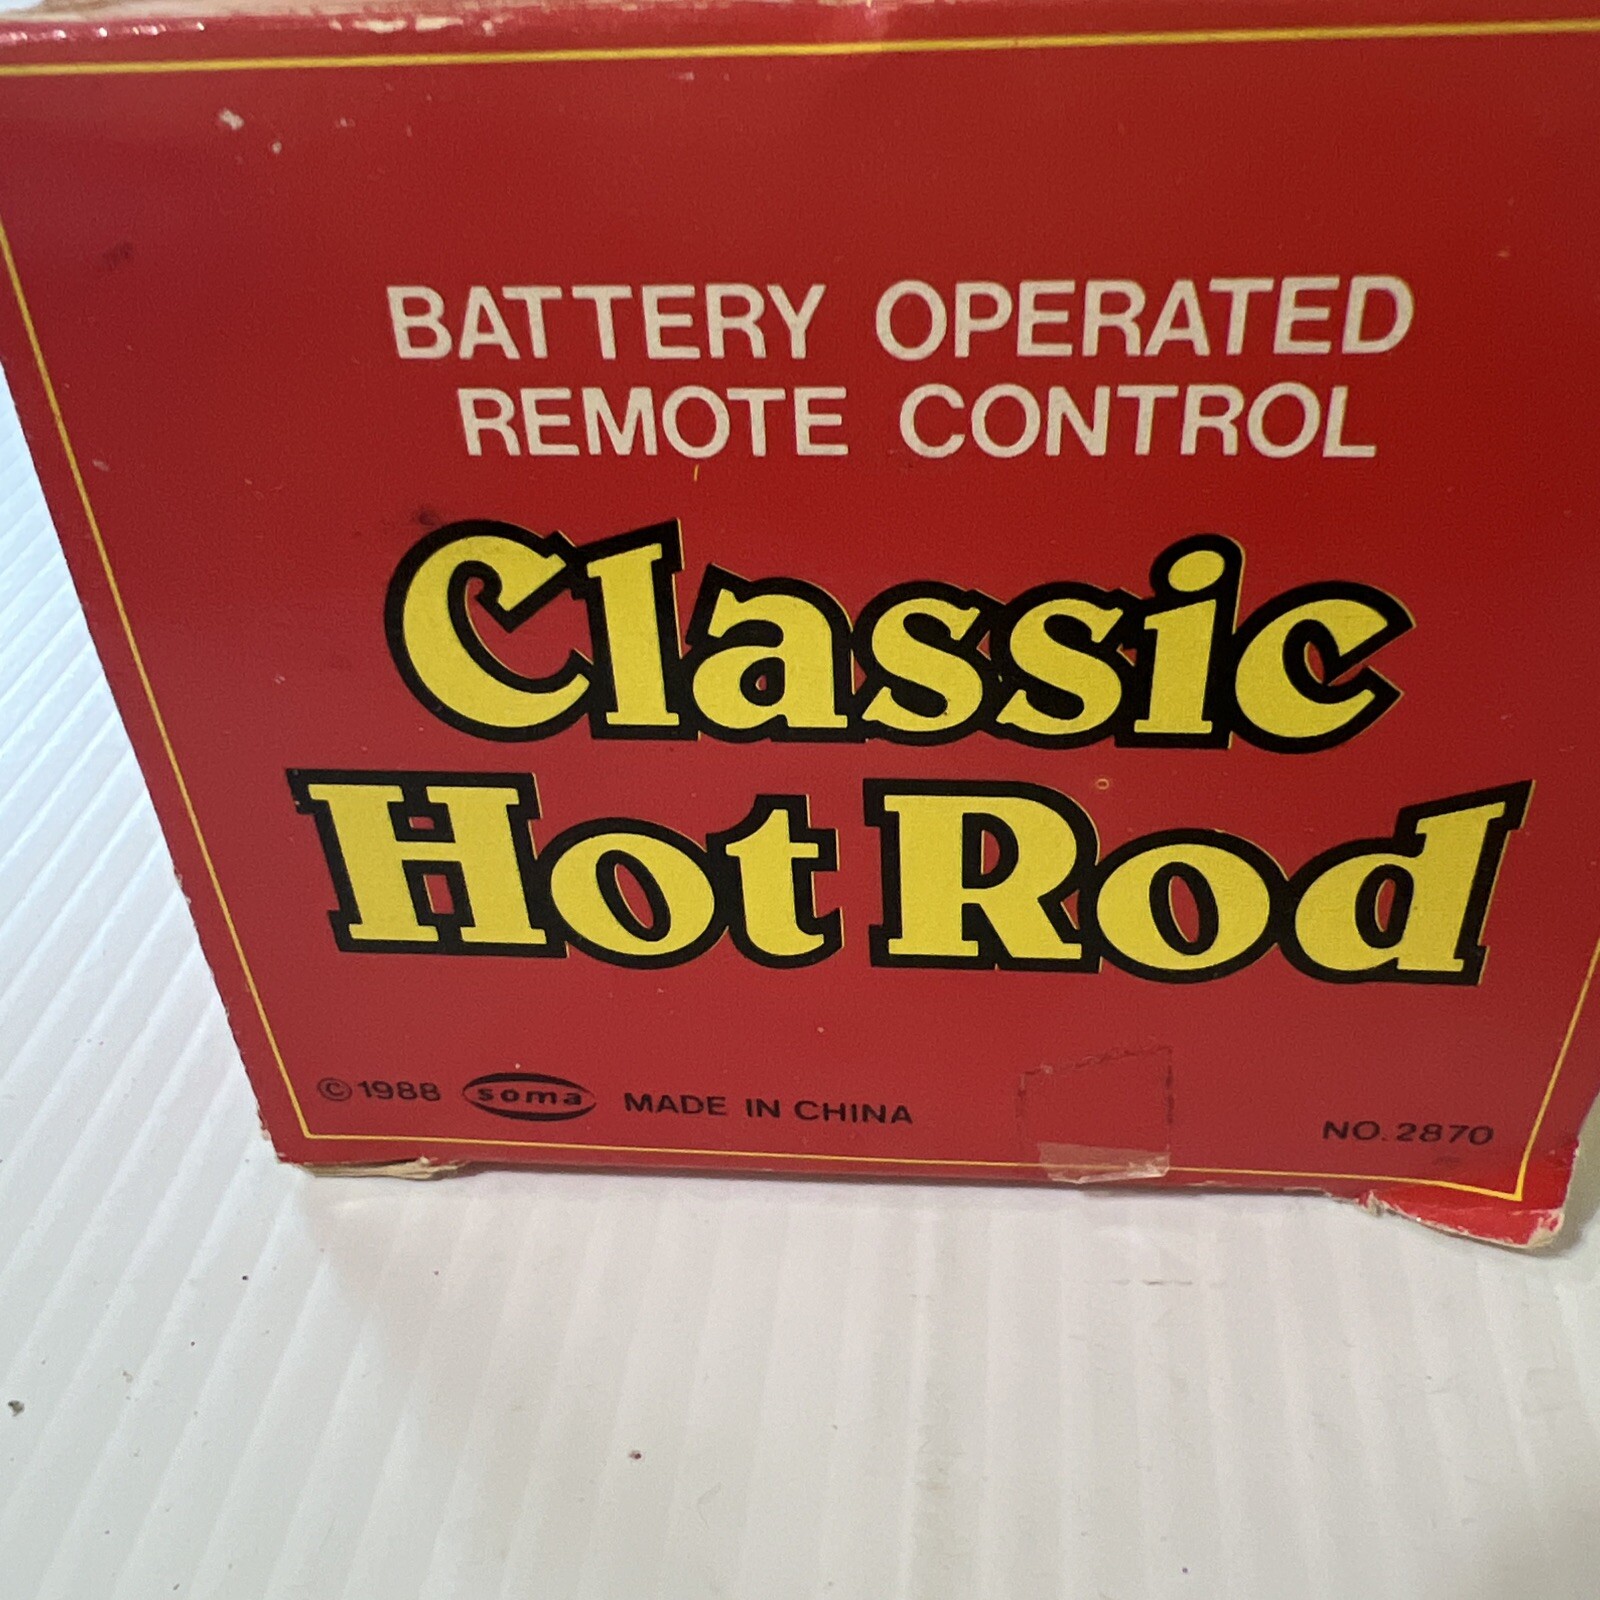 BATTERY OPERATED
REMOTE CONTROL
Classic
Hot Rod
©1988 soma MADE IN CHINA
NO. 2870